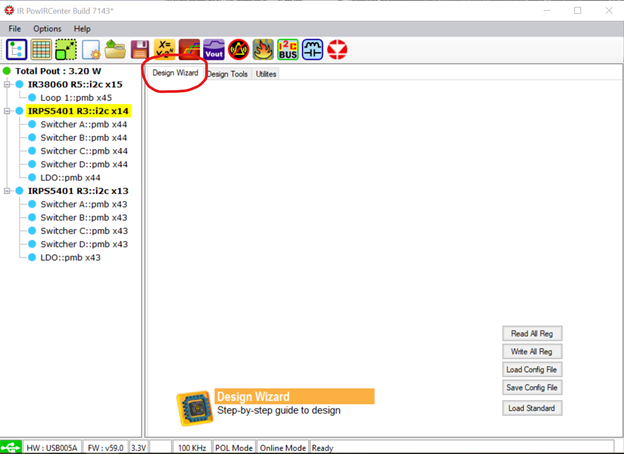 IR PowIRCenter Build 7143*
File Options Help
X=
Vout
I2C
BUS
Total Pout : 3.20 W
IR38060 R5::i2c x15
Loop 1::pmb x45
IRPS5401 R3::i2c x14
Switcher A::pmb x44
Switcher B::pmb x44
Switcher C::pmb x44
Switcher D::pmb x44
LDO::pmb x44
IRPS5401 R3::i2c x13
Switcher A::pmb x43
Switcher B::pmb x43
Switcher C::pmb x43
Switcher D::pmb x43
LDO::pmb x43
Design Wizard Design Tools Utilites
Read All Reg
Write All Reg
Load Config File
Save Config File
Load Standard
Design Wizard
Step-by-step guide to design
HW : USB005A FW : v59.0 3.3V 100 KHz POL Mode Online Mode Ready